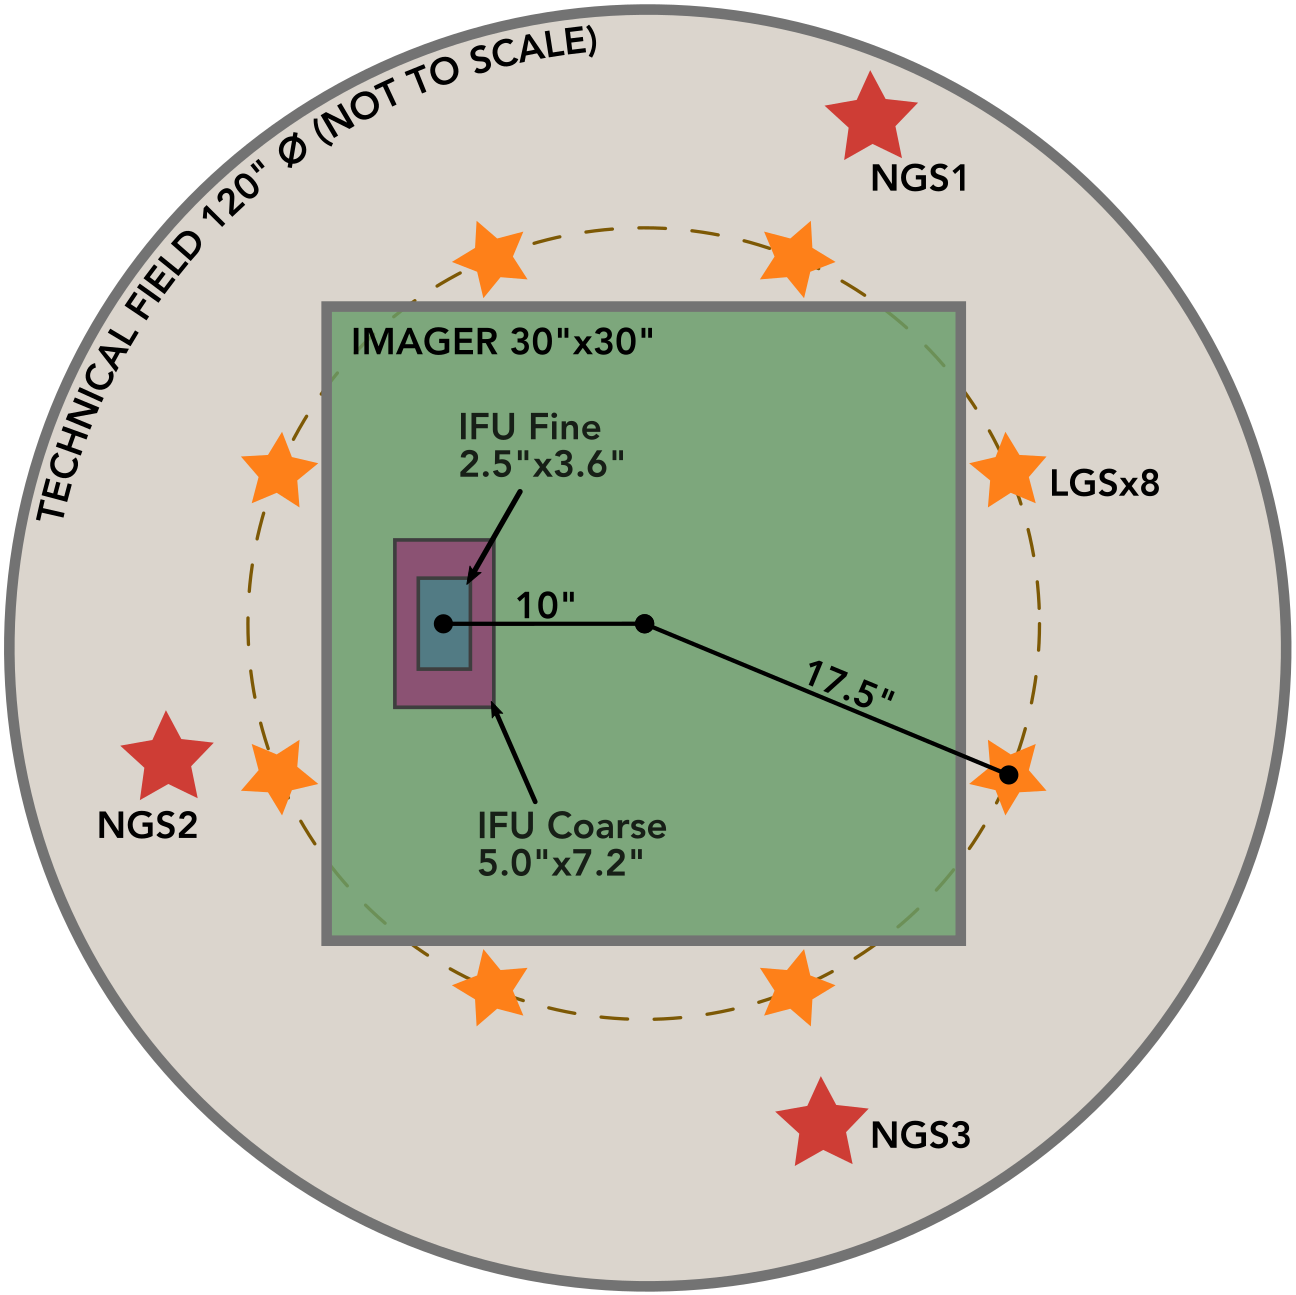 TECHNICAL FIELD 120" Ø (NOT TO SCALE)
NGS1
IMAGER 30"x30"
IFU Fine
2.5"x3.6"
LGSx8
10"
17.5"
NGS2
IFU Coarse
5.0"x7.2"
NGS3